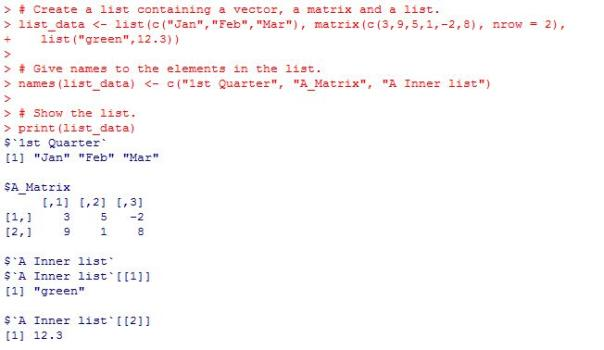 > # Create a list containing a vector, a matrix and a list.
> list_data <- list(c("Jan","Feb","Mar"), matrix(c(3,9,5,1,-2,8), nrow = 2),
+    list("green",12.3))
>
> # Give names to the elements in the list.
> names(list_data) <- c("1st Quarter", "A_Matrix", "A Inner list")
>
> # Show the list.
> print(list_data)
$`1st Quarter`
[1] "Jan" "Feb" "Mar"

$A_Matrix
     [,1] [,2] [,3]
[1,]    3    5   -2
[2,]    9    1    8

$`A Inner list`
$`A Inner list`[[1]]
[1] "green"

$`A Inner list`[[2]]
[1] 12.3